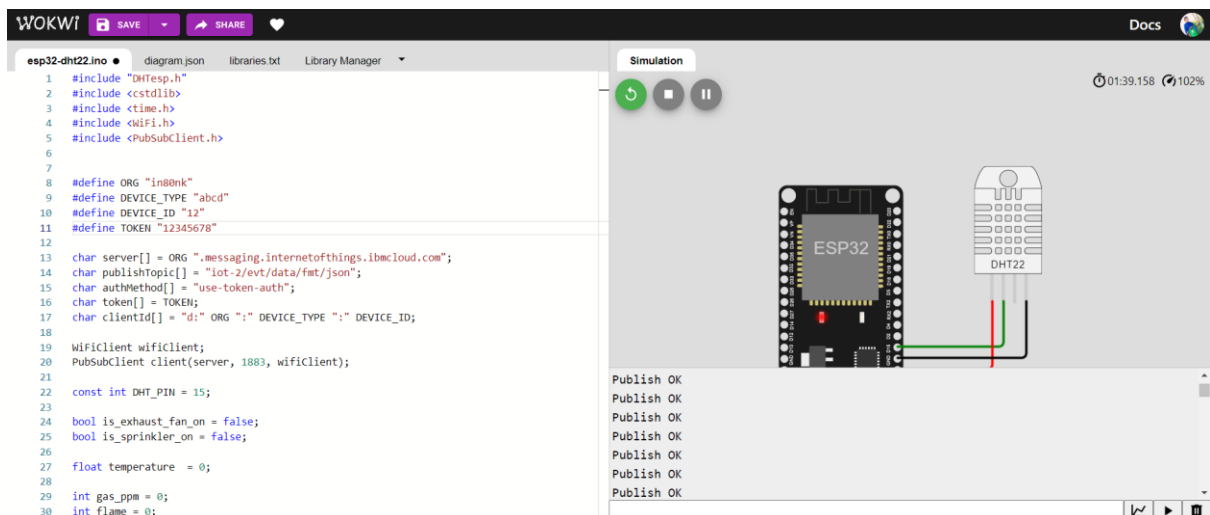 WOKWI SAVE SHARE Docs
esp32-dht22.ino diagram.json libraries.txt Library Manager
1 #include "DHTesp.h"
2 #include <cstdlib>
3 #include <time.h>
4 #include <WiFi.h>
5 #include <PubSubClient.h>
6
7
8 #define ORG "in80nk"
9 #define DEVICE_TYPE "abcd"
10 #define DEVICE_ID "12"
11 #define TOKEN "12345678"
12
13 char server[] = ORG ".messaging.internetofthings.ibmcloud.com";
14 char publishTopic[] = "iot-2/evt/data/fmt/json";
15 char authMethod[] = "use-token-auth";
16 char token[] = TOKEN;
17 char clientId[] = "d:" ORG ":" DEVICE_TYPE ":" DEVICE_ID;
18
19 WiFiClient wifiClient;
20 PubSubClient client(server, 1883, wifiClient);
21
22 const int DHT_PIN = 15;
23
24 bool is_exhaust_fan_on = false;
25 bool is_sprinkler_on = false;
26
27 float temperature  = 0;
28
29 int gas_ppm = 0;
30 int flame = 0;
Simulation
01:39.158 102%
ESP32
DHT22
Publish OK
Publish OK
Publish OK
Publish OK
Publish OK
Publish OK
Publish OK